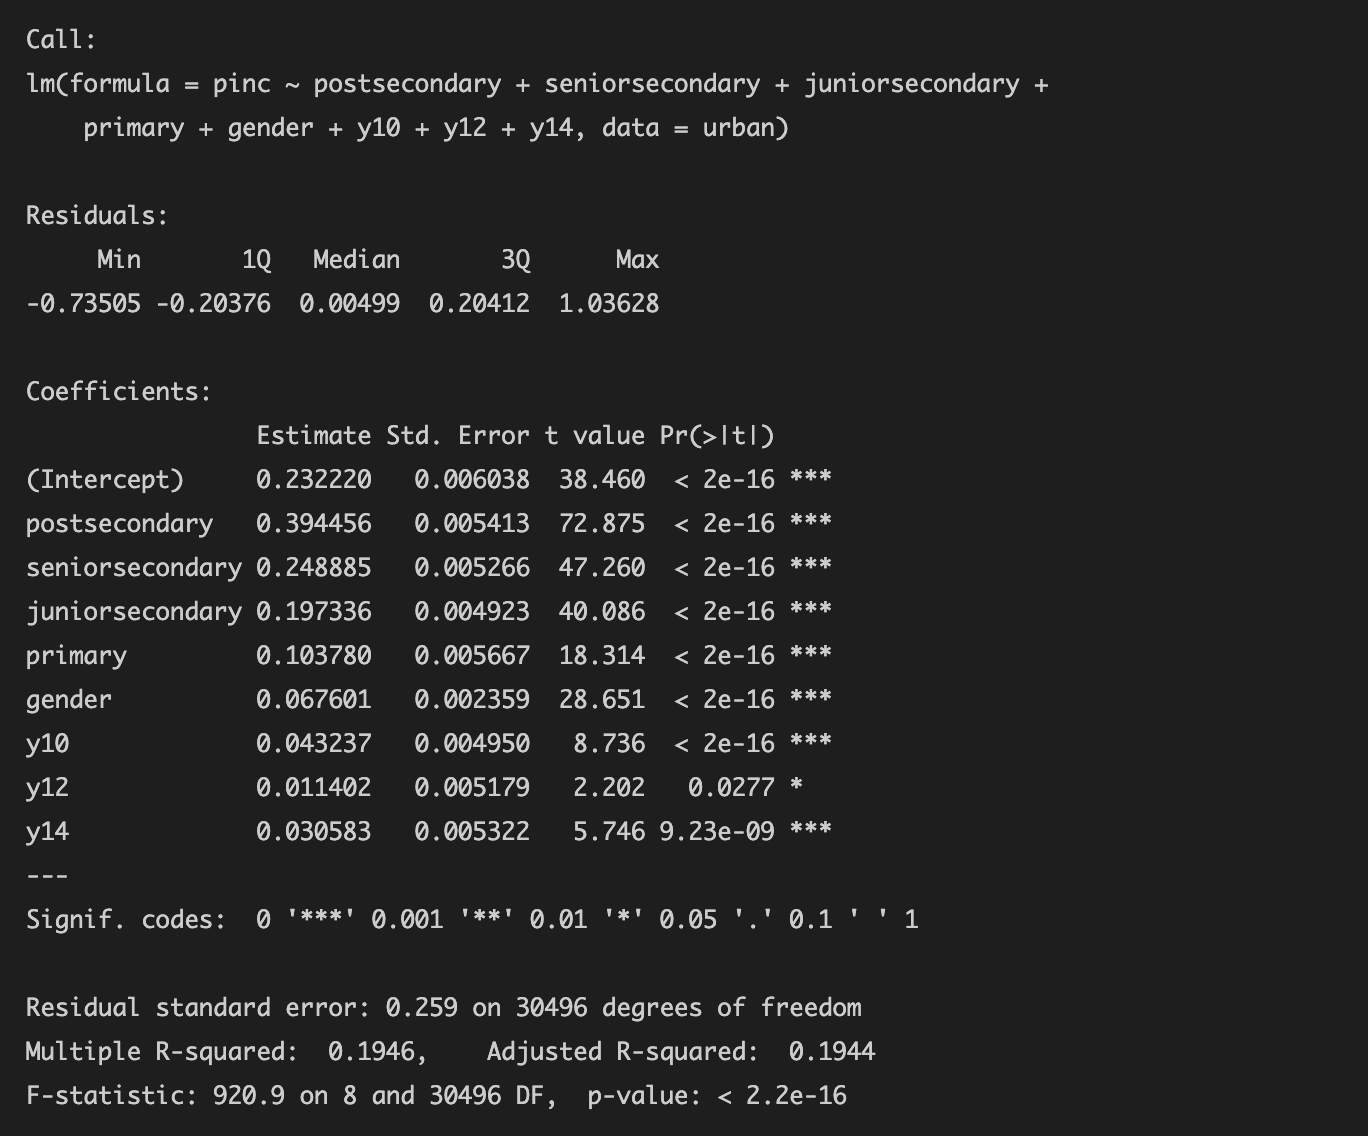 Call:
lm(formula = pinc ~ postsecondary + seniorsecondary + juniorsecondary +
    primary + gender + y10 + y12 + y14, data = urban)

Residuals:
     Min       1Q   Median       3Q      Max
-0.73505 -0.20376  0.00499  0.20412  1.03628

Coefficients:
                Estimate Std. Error t value Pr(>|t|)
(Intercept)     0.232220   0.006038  38.460  < 2e-16 ***
postsecondary   0.394456   0.005413  72.875  < 2e-16 ***
seniorsecondary 0.248885   0.005266  47.260  < 2e-16 ***
juniorsecondary 0.197336   0.004923  40.086  < 2e-16 ***
primary         0.103780   0.005667  18.314  < 2e-16 ***
gender          0.067601   0.002359  28.651  < 2e-16 ***
y10             0.043237   0.004950   8.736  < 2e-16 ***
y12             0.011402   0.005179   2.202   0.0277 *
y14             0.030583   0.005322   5.746 9.23e-09 ***
---
Signif. codes:  0 '***' 0.001 '**' 0.01 '*' 0.05 '.' 0.1 ' ' 1

Residual standard error: 0.259 on 30496 degrees of freedom
Multiple R-squared:  0.1946,    Adjusted R-squared:  0.1944
F-statistic: 920.9 on 8 and 30496 DF,  p-value: < 2.2e-16